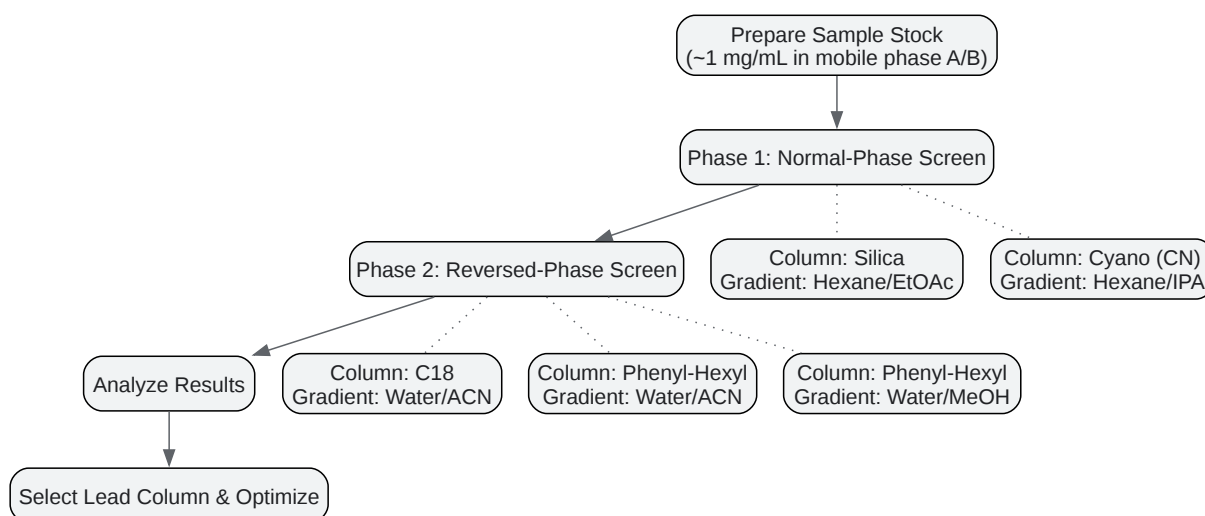 Prepare Sample Stock
(~1 mg/mL in mobile phase A/B)
Phase 1: Normal-Phase Screen
Phase 2: Reversed-Phase Screen
Column: Silica
Gradient: Hexane/EtOAc
Column: Cyano (CN)
Gradient: Hexane/IPA
Analyze Results
Column: C18
Gradient: Water/ACN
Column: Phenyl-Hexyl
Gradient: Water/ACN
Column: Phenyl-Hexyl
Gradient: Water/MeOH
Select Lead Column & Optimize